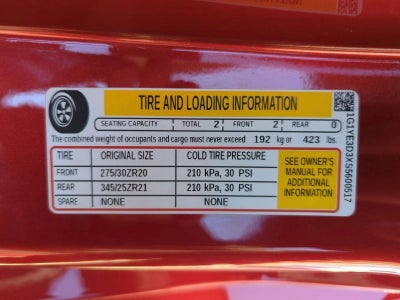 TIRE AND LOADING INFORMATION
SEATING CAPACITY TOTAL 2 FRONT 2 REAR 0
The combined weight of occupants and cargo must never exceed 192 kg or 423 lbs.
TIRE ORIGINAL SIZE COLD TIRE PRESSURE
FRONT 275/30ZR20 210 kPa, 30 PSI
REAR 345/25ZR21 210 kPa, 30 PSI
SPARE NONE NONE
SEE OWNER'S
MANUAL FOR
ADDITIONAL
INFORMATION
1G1YE3D3XS5600517